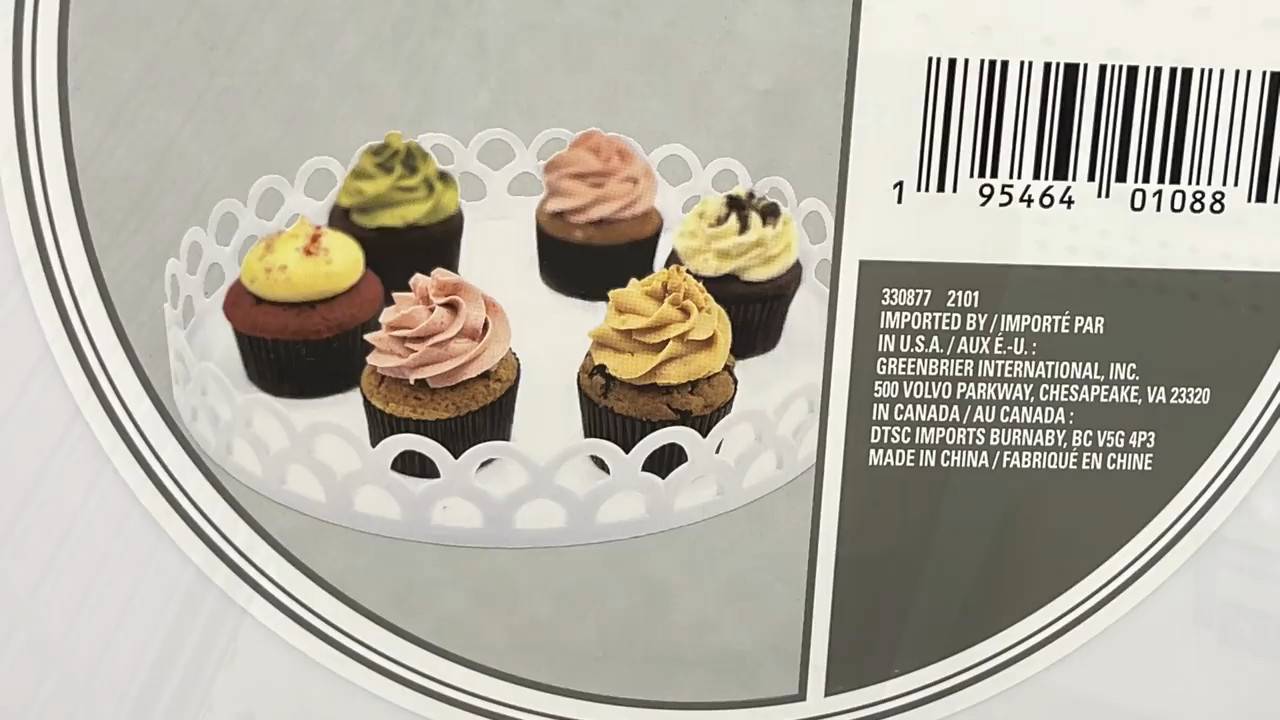 1 95464 01088
330877 2101
IMPORTED BY / IMPORTÉ PAR
IN U.S.A. / AUX É.-U. :
GREENBRIER INTERNATIONAL, INC.
500 VOLVO PARKWAY, CHESAPEAKE, VA 23320
IN CANADA / AU CANADA :
DTSC IMPORTS BURNABY, BC V5G 4P3
MADE IN CHINA / FABRIQUÉ EN CHINE